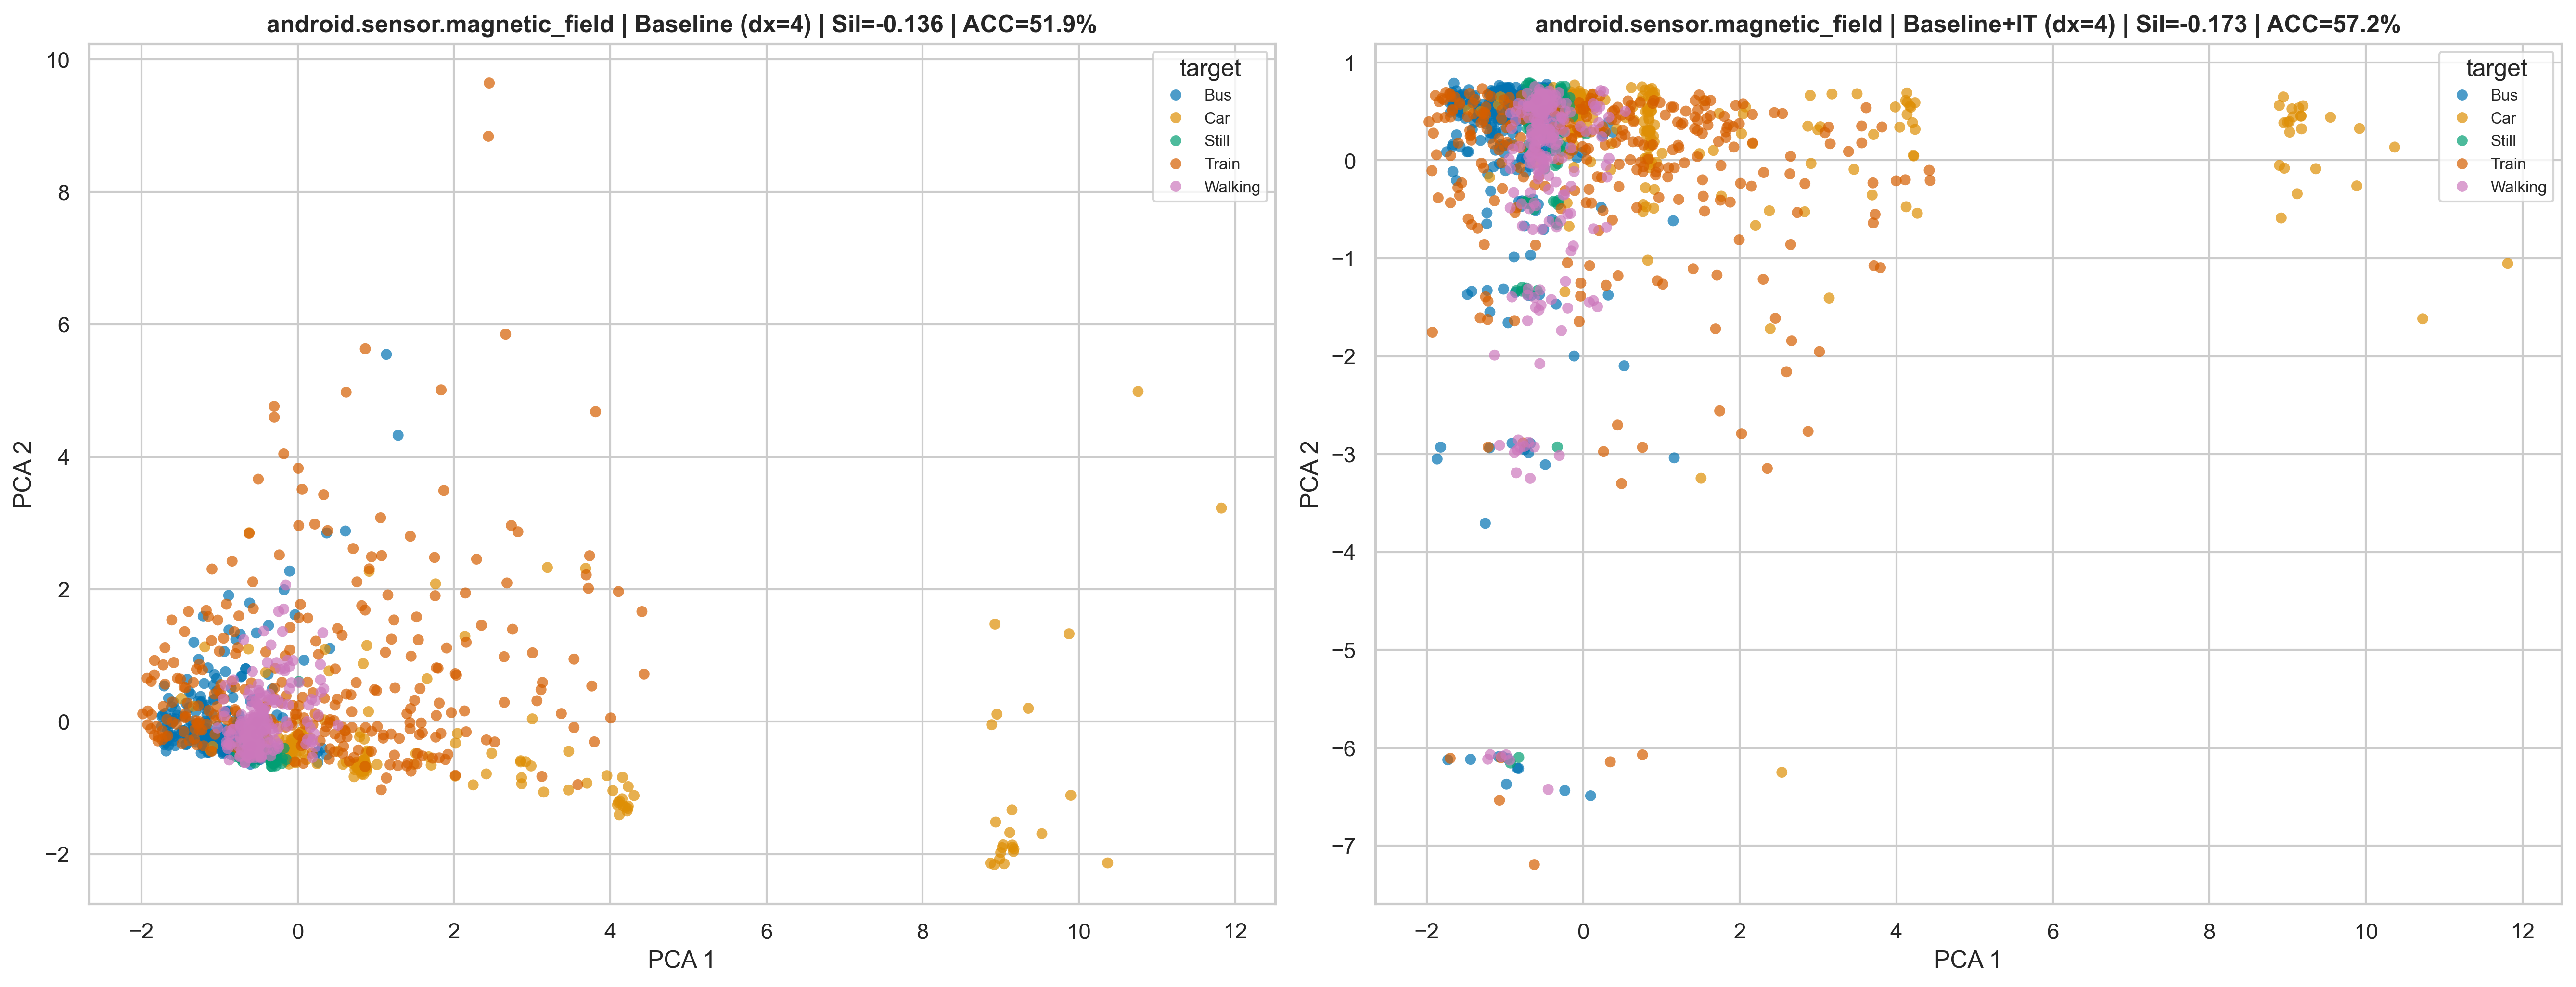 android.sensor.magnetic_field | Baseline (dx=4) | Sil=-0.136 | ACC=51.9%
10
8
6
4
2
0
−2
PCA 2
target
Bus
Car
Still
Train
Walking
−2 0 2 4 6 8 10 12
PCA 1
android.sensor.magnetic_field | Baseline+IT (dx=4) | Sil=-0.173 | ACC=57.2%
1
0
−1
−2
−3
−4
−5
−6
−7
PCA 2
target
Bus
Car
Still
Train
Walking
−2 0 2 4 6 8 10 12
PCA 1